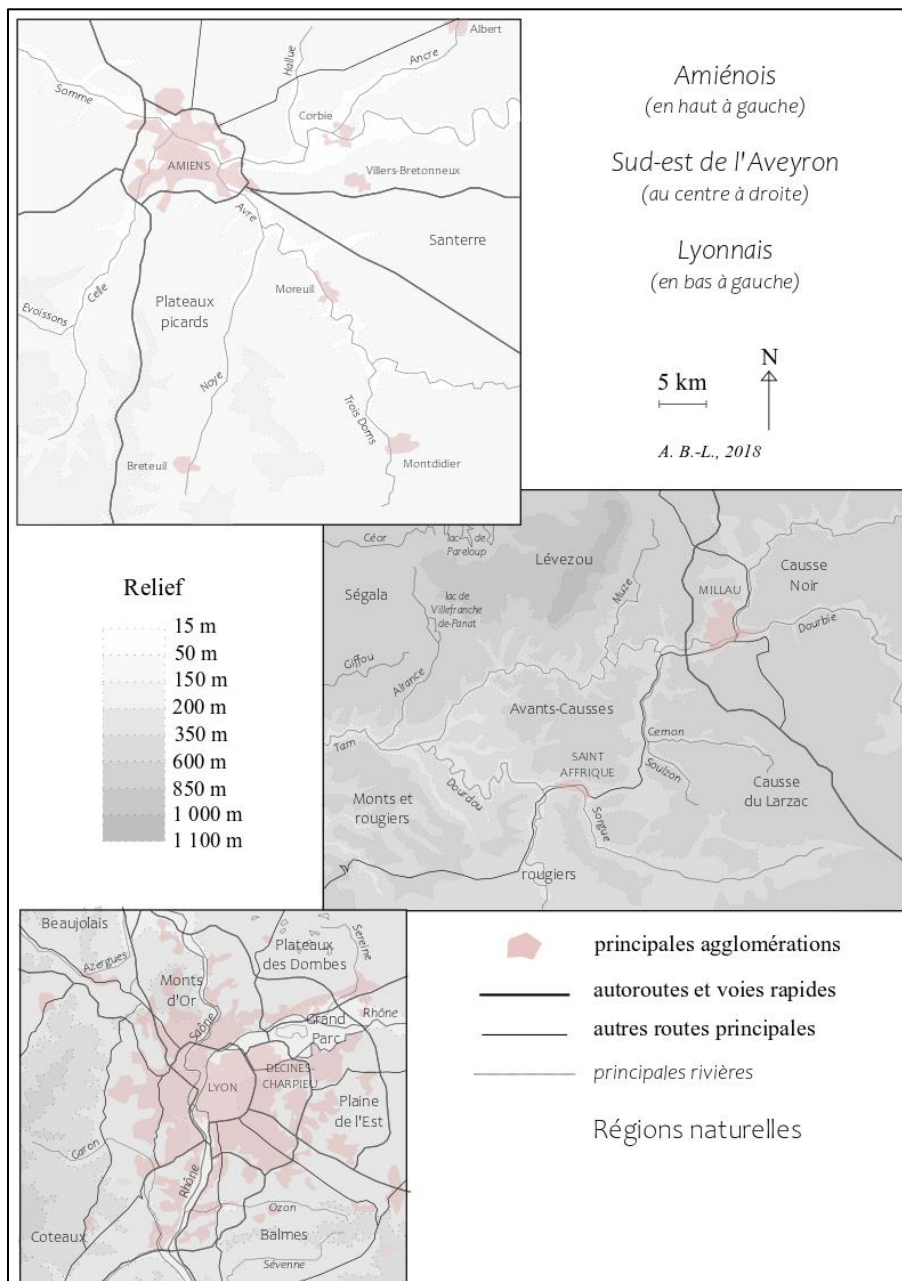 Albert
Hallue
Ancre
Somme
Corbie
AMIENS
Villers-Bretonneux
Avre
Santerre
Moreuil
Celle
Evoissons
Plateaux
picards
Noye
Trois Doms
Breteuil
Montdidier
Amiénois
(en haut à gauche)
Sud-est de l'Aveyron
(au centre à droite)
Lyonnais
(en bas à gauche)
5 km
N
A. B.-L., 2018
Céor
lac de
Pareloup
Lévezou
Causse
Noir
Ségala
lac de
Villefranche
de-Panat
Muze
MILLAU
Dourbie
Giffou
Alrance
Avants-Causses
Tarn
Cernon
SAINT
AFFRIQUE
Soulzon
Dourdou
Causse
du Larzac
Monts et
rougiers
Sorgue
rougiers
Relief
15 m
50 m
150 m
200 m
350 m
600 m
850 m
1 000 m
1 100 m
Beaujolais
Azergues
Plateaux
des Dombes
Sereine
Monts
d'Or
Saône
Rhône
Grand
Parc
LYON
DECINES-
CHARPIEU
Plaine
de l'Est
Garon
Rhône
Ozon
Coteaux
Balmes
Sévenne
principales agglomérations
autoroutes et voies rapides
autres routes principales
principales rivières
Régions naturelles